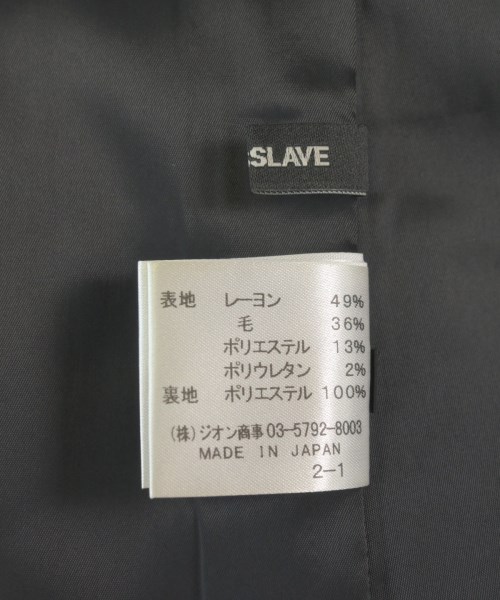 SLAVE
表地 レーヨン 49%
毛 36%
ポリエステル 13%
ポリウレタン 2%
裏地 ポリエステル 100%
(株)ジオン商事 03-5792-8003
MADE IN JAPAN
2-1